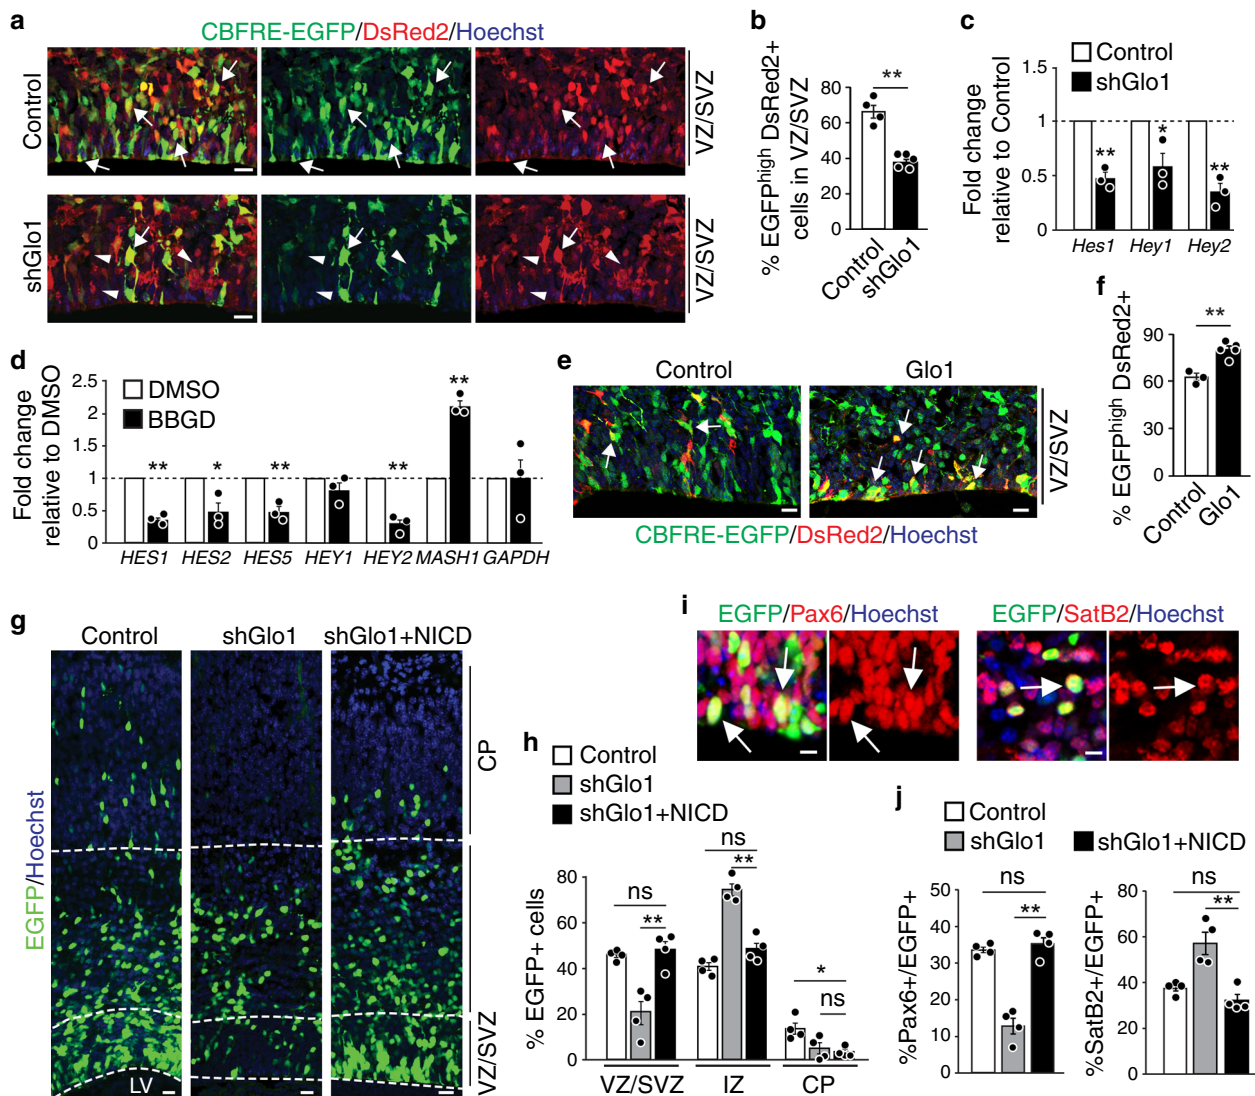 a
CBFRE-EGFP/DsRed2/Hoechst
Control
VZ/SVZ
shGlo1
VZ/SVZ
b
% EGFPhigh DsRed2+
cells in VZ/SVZ
80
60
40
20
0
**
Control
shGlo1
c
Control
shGlo1
Fold change
relative to Control
1.5
1
0.5
0
**
*
**
Hes1 Hey1 Hey2
d
Fold change
relative to DMSO
2.5
2
1.5
1
0.5
0
DMSO
BBGD
**
*
**
**
**
HES1 HES2 HES5 HEY1 HEY2 MASH1 GAPDH
e
Control Glo1
VZ/SVZ
CBFRE-EGFP/DsRed2/Hoechst
f
% EGFPhigh DsRed2+
90
60
30
0
**
Control
Glo1
g
Control shGlo1 shGlo1+NICD
EGFP/Hoechst
CP
VZ/SVZ
LV
h
Control
shGlo1
shGlo1+NICD
% EGFP+ cells
80
40
0
ns
**
ns
**
*
ns
VZ/SVZ IZ CP
i
EGFP/Pax6/Hoechst EGFP/SatB2/Hoechst
j
Control
shGlo1 shGlo1+NICD
%Pax6+/EGFP+
50
40
30
20
10
0
ns
**
%SatB2+/EGFP+
80
60
40
20
0
ns
**